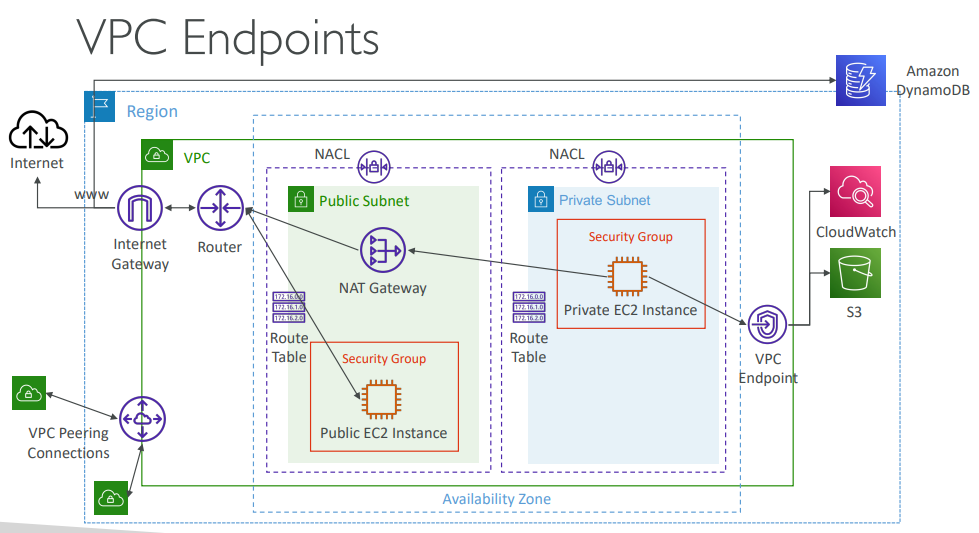 VPC Endpoints
Amazon
DynamoDB
Region
Internet
VPC
NACL
NACL
www
Public Subnet
Private Subnet
CloudWatch
Internet
Gateway
Router
Security Group
NAT Gateway
Private EC2 Instance
S3
172.16.0.0
172.16.1.0
172.16.2.0
172.16.0.0
172.16.1.0
172.16.2.0
Route
Table
Route
Table
VPC
Endpoint
Security Group
Public EC2 Instance
VPC Peering
Connections
Availability Zone